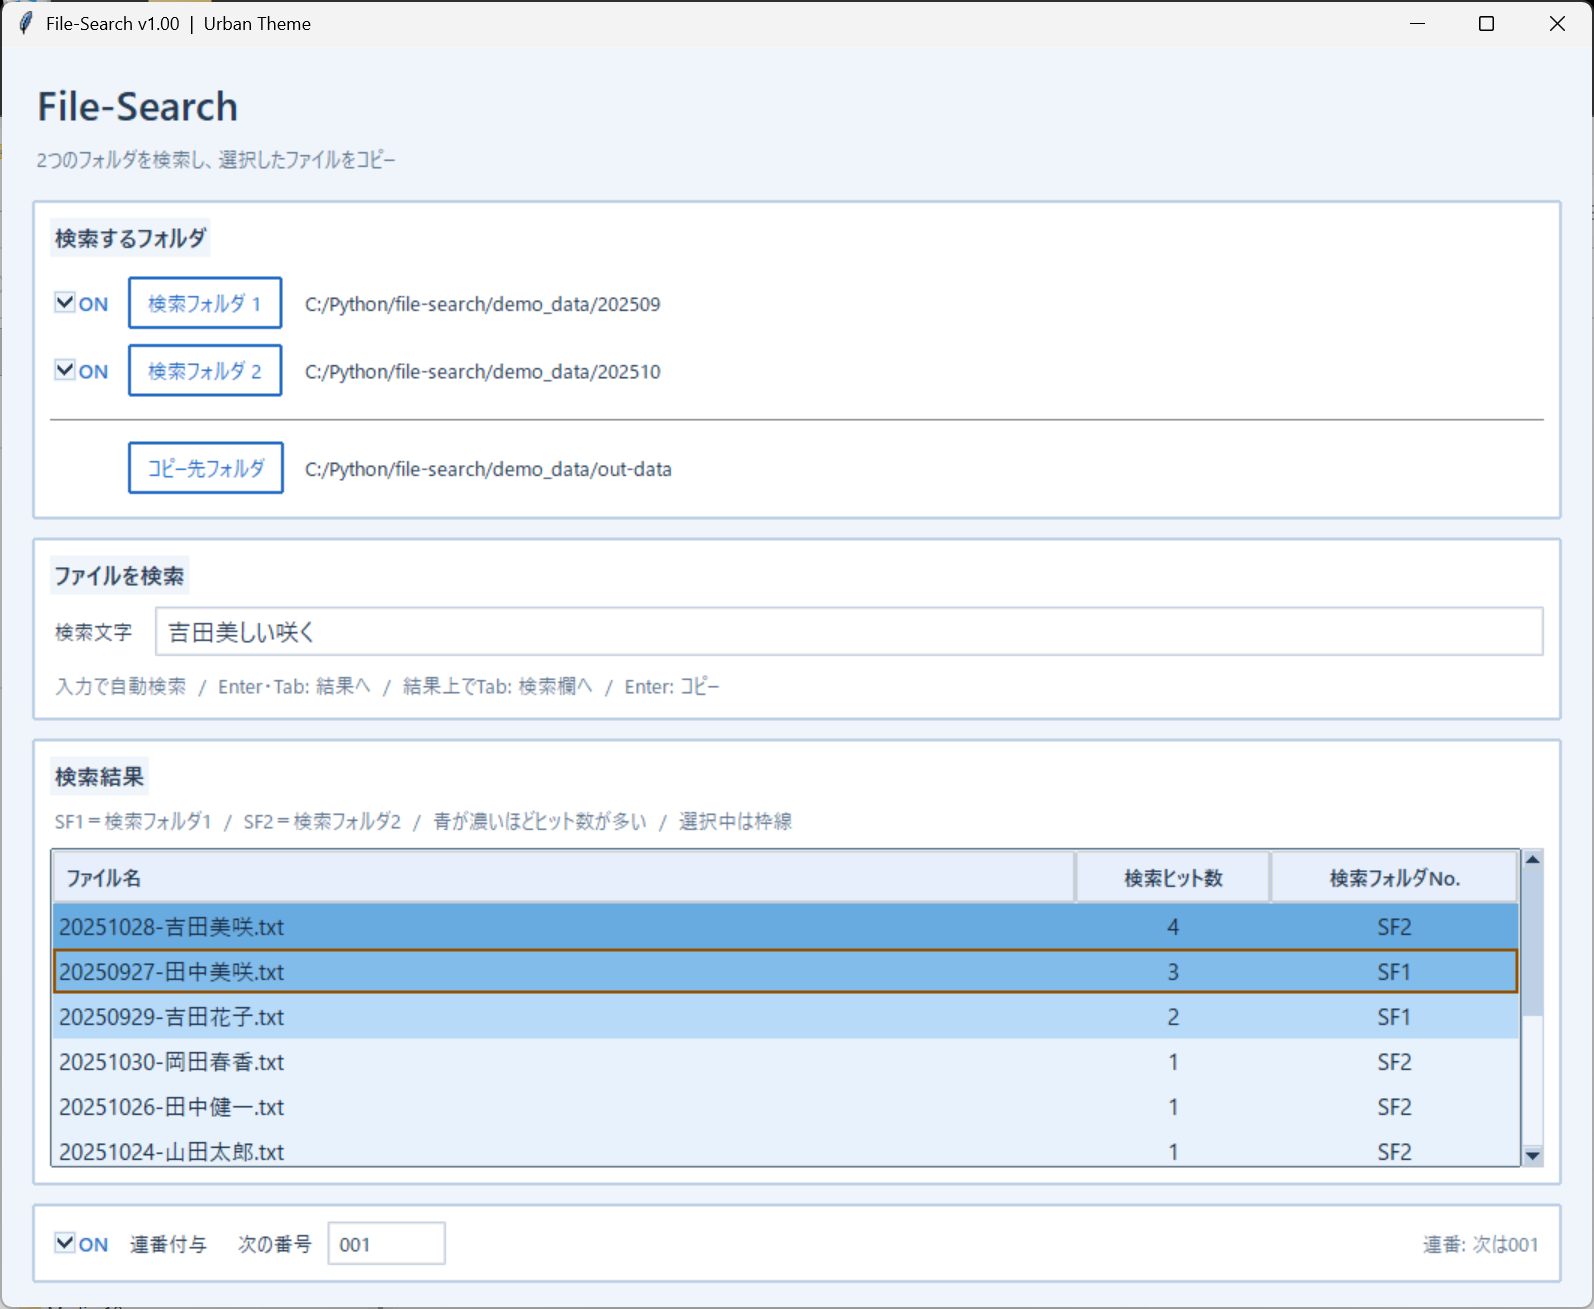 File-Search v1.00 | Urban Theme
File-Search
2つのフォルダを検索し、選択したファイルをコピー
検索するフォルダ
ON 検索フォルダ 1 C:/Python/file-search/demo_data/202509
ON 検索フォルダ 2 C:/Python/file-search/demo_data/202510
コピー先フォルダ C:/Python/file-search/demo_data/out-data
ファイルを検索
検索文字 吉田美しい咲く
入力で自動検索 / Enter・Tab: 結果へ / 結果上でTab: 検索欄へ / Enter: コピー
検索結果
SF1＝検索フォルダ1 / SF2＝検索フォルダ2 / 青が濃いほどヒット数が多い / 選択中は枠線
ファイル名 検索ヒット数 検索フォルダNo.
20251028-吉田美咲.txt 4 SF2
20250927-田中美咲.txt 3 SF1
20250929-吉田花子.txt 2 SF1
20251030-岡田春香.txt 1 SF2
20251026-田中健一.txt 1 SF2
20251024-山田太郎.txt 1 SF2
ON 連番付与 次の番号 001 連番: 次は001